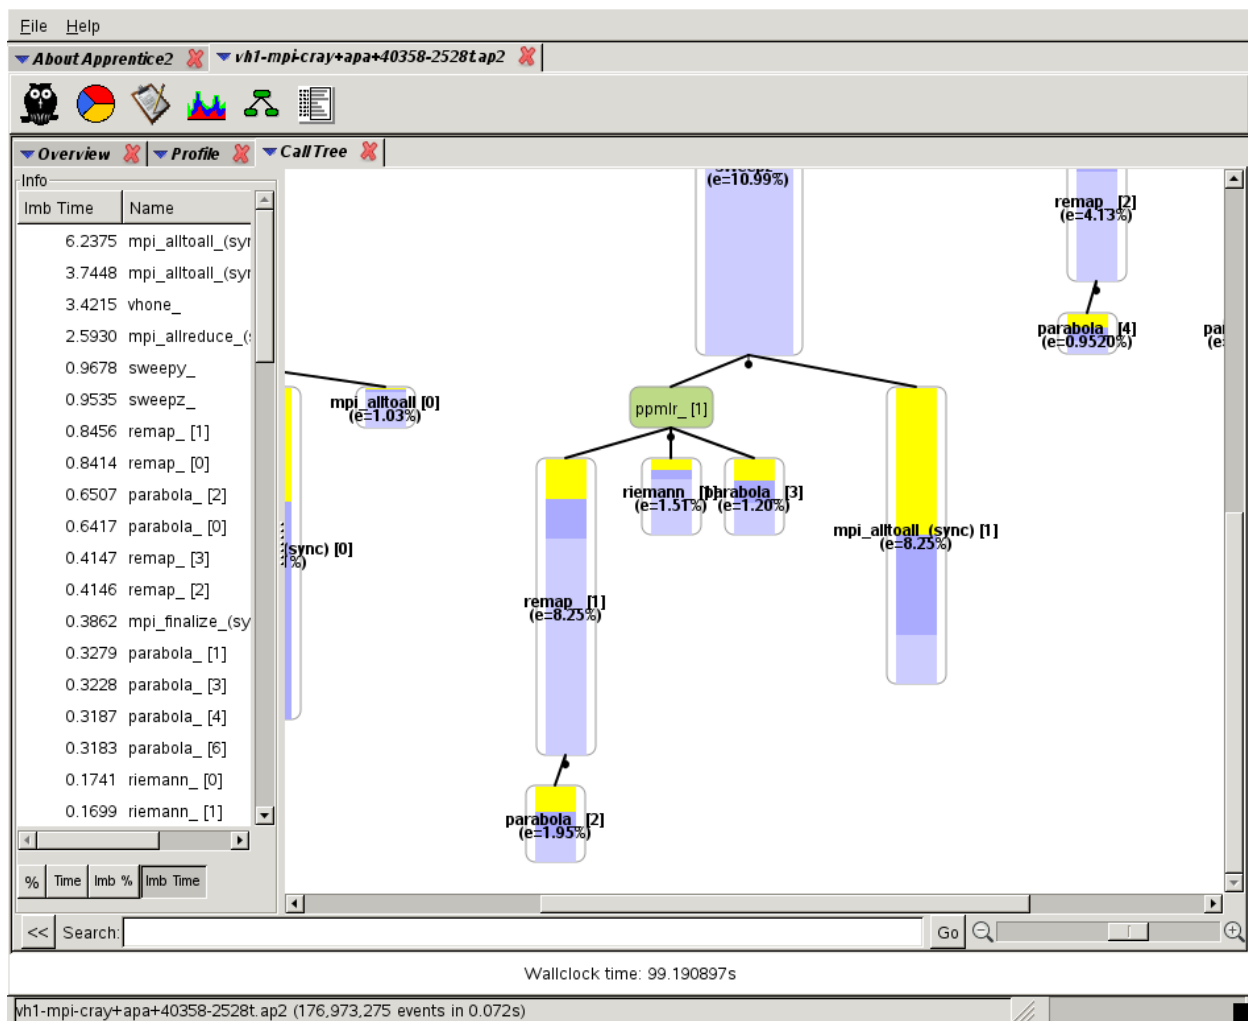 File Help
About Apprentice2 vh1-mpi-cray+apa+40358-2528t.ap2
Overview Profile CallTree
Info
Imb Time Name
6.2375 mpi_alltoall_(syn
3.7448 mpi_alltoall_(syn
3.4215 vhone_
2.5930 mpi_allreduce_(s
0.9678 sweepy_
0.9535 sweepz_
0.8456 remap_ [1]
0.8414 remap_ [0]
0.6507 parabola_ [2]
0.6417 parabola_ [0]
0.4147 remap_ [3]
0.4146 remap_ [2]
0.3862 mpi_finalize_(sy
0.3279 parabola_ [1]
0.3228 parabola_ [3]
0.3187 parabola_ [4]
0.3183 parabola_ [6]
0.1741 riemann_ [0]
0.1699 riemann_ [1]
% Time Imb % Imb Time
sweepz_
(e=10.99%)
remap_ [2]
(e=4.13%)
parabola_ [4]
(e=0.9520%)
mpi_alltoall [0]
(e=1.03%)
ppmlr_ [1]
riemann_ [1]
(e=1.51%)
parabola_ [3]
(e=1.20%)
(sync) [0]
%)
mpi_alltoall_(sync) [1]
(e=8.25%)
remap_ [1]
(e=8.25%)
parabola_ [2]
(e=1.95%)
<< Search: Go
Wallclock time: 99.190897s
vh1-mpi-cray+apa+40358-2528t.ap2 (176,973,275 events in 0.072s)